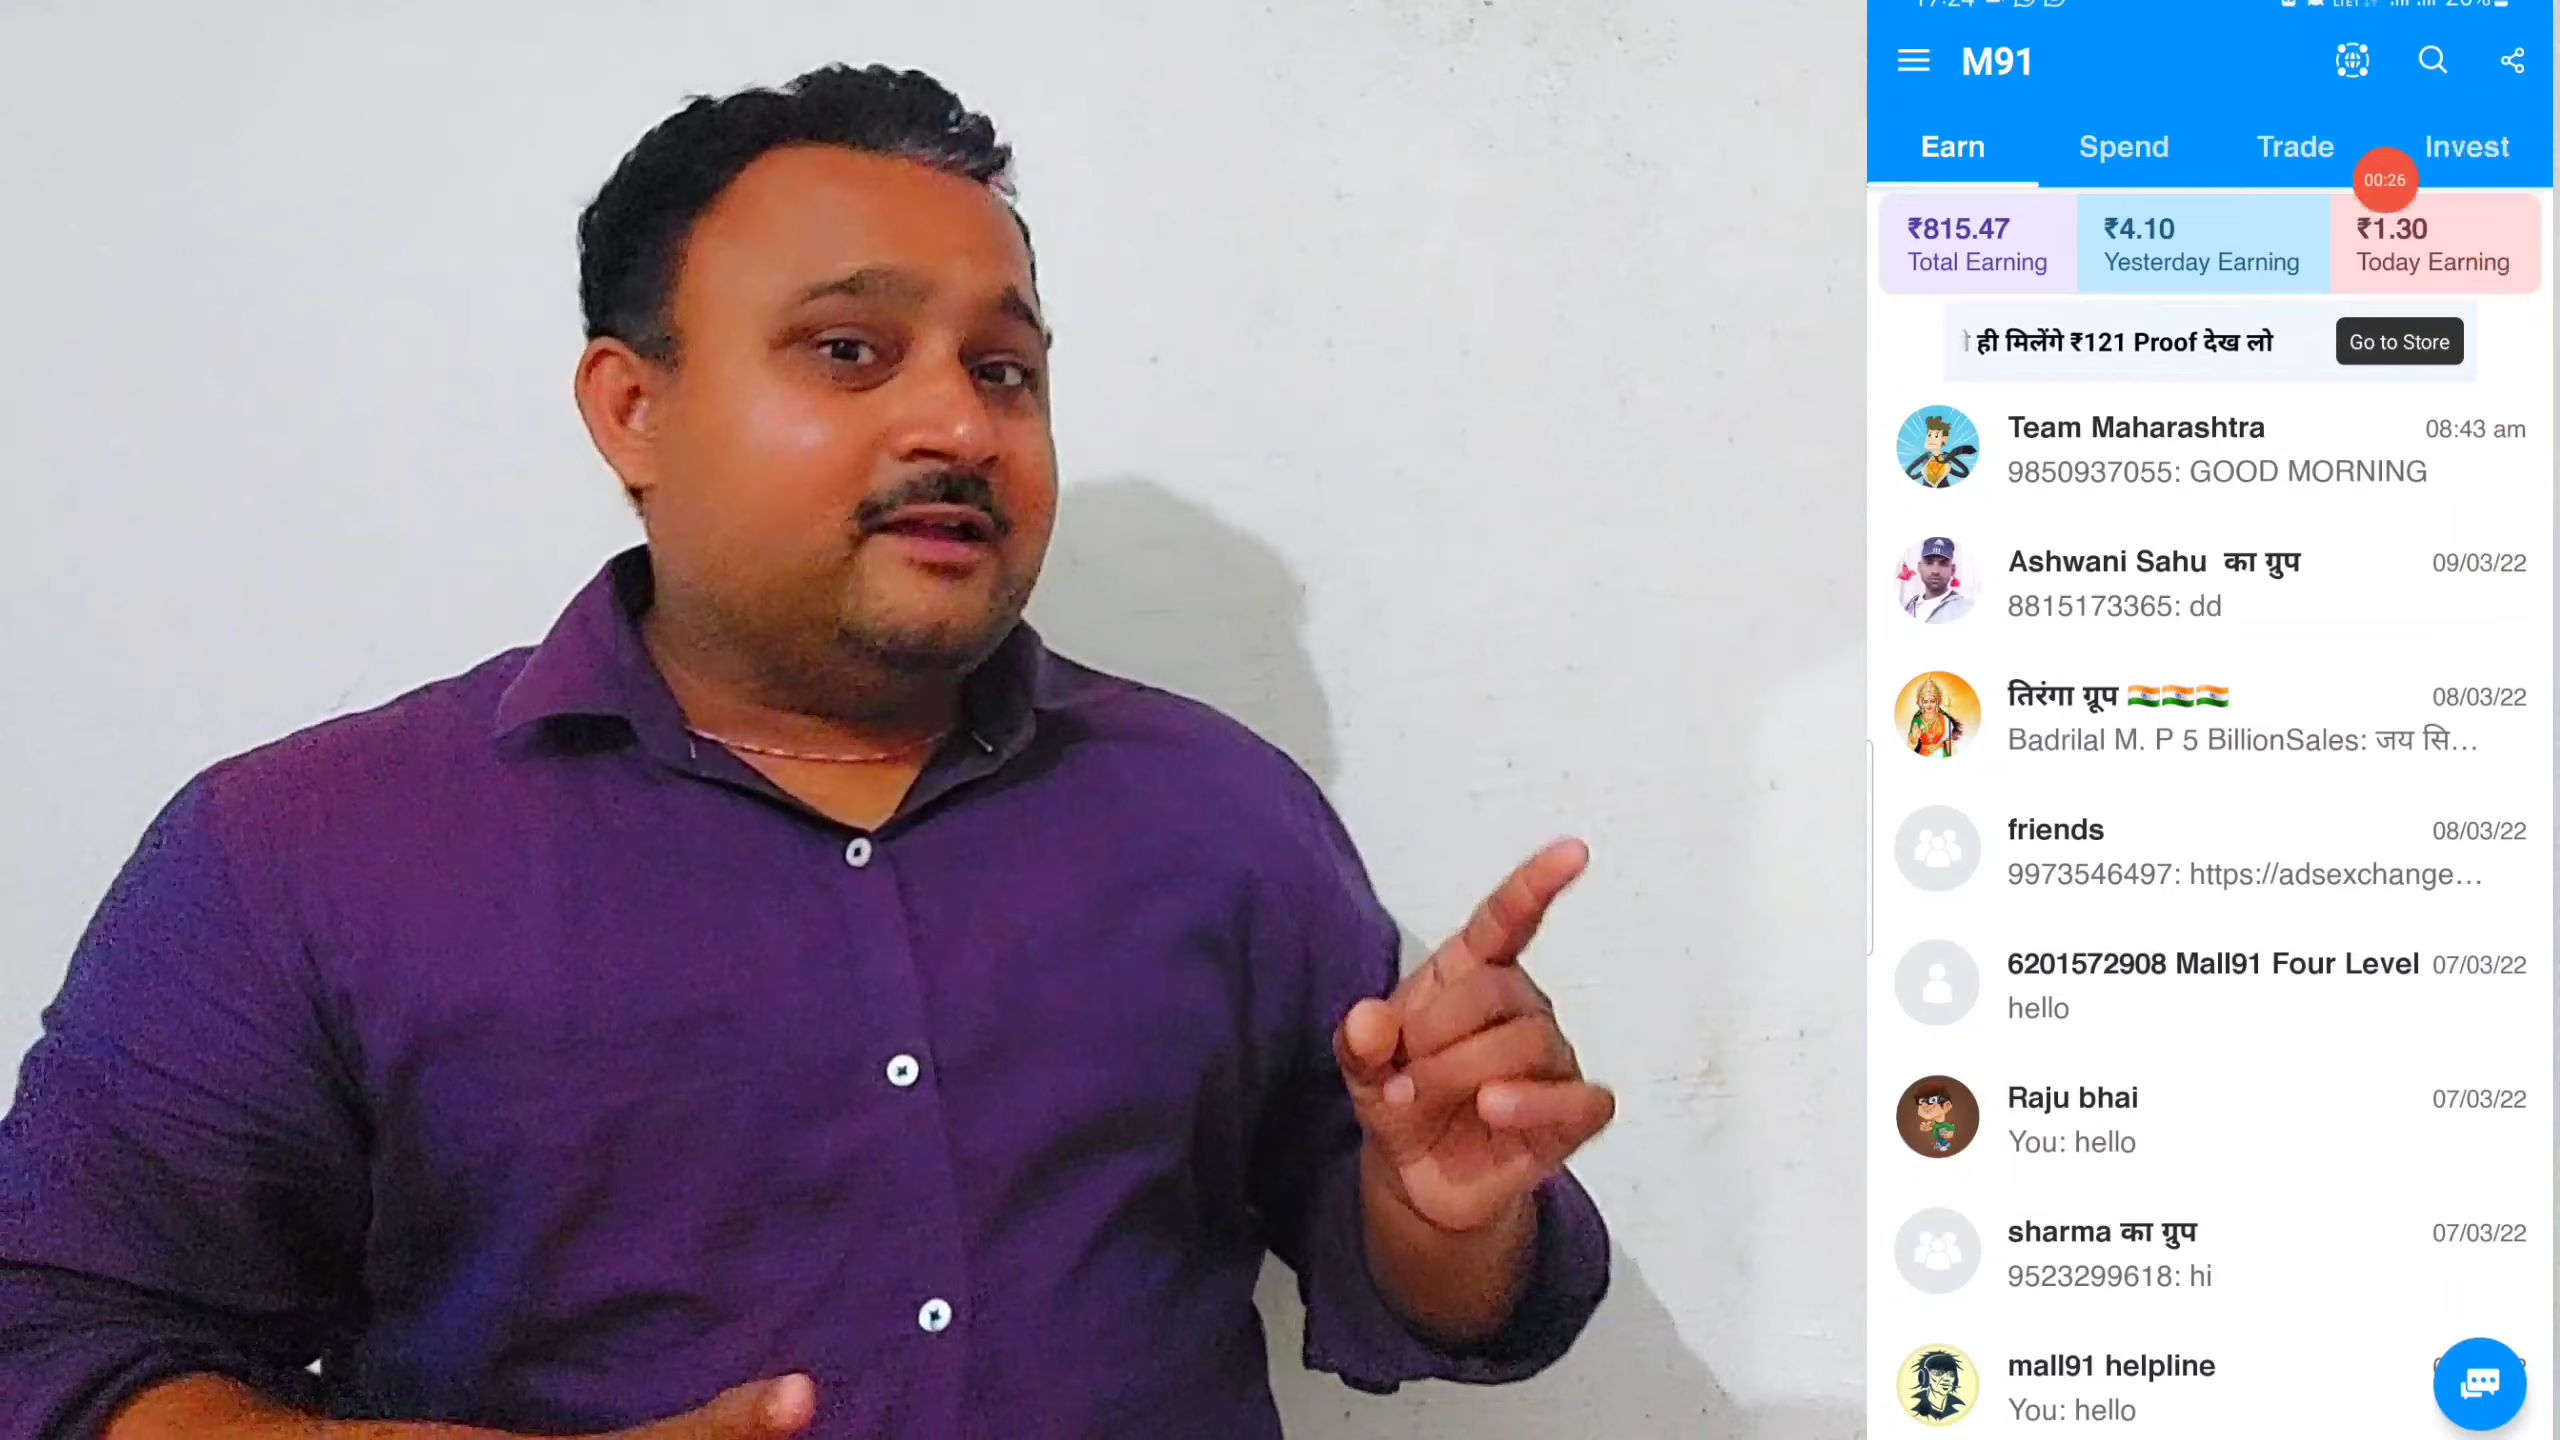 M91
Earn Spend Trade Invest
00:26
₹815.47 ₹4.10 ₹1.30
Total Earning Yesterday Earning Today Earning
ही मिलेंगे ₹121 Proof देख लो Go to Store
Team Maharashtra 08:43 am
9850937055: GOOD MORNING
Ashwani Sahu का ग्रुप 09/03/22
8815173365: dd
तिरंगा ग्रूप 🇮🇳🇮🇳🇮🇳 08/03/22
Badrilal M. P 5 BillionSales: जय सि...
friends 08/03/22
9973546497: https://adsexchange...
6201572908 Mall91 Four Level 07/03/22
hello
Raju bhai 07/03/22
You: hello
sharma का ग्रुप 07/03/22
9523299618: hi
mall91 helpline
You: hello